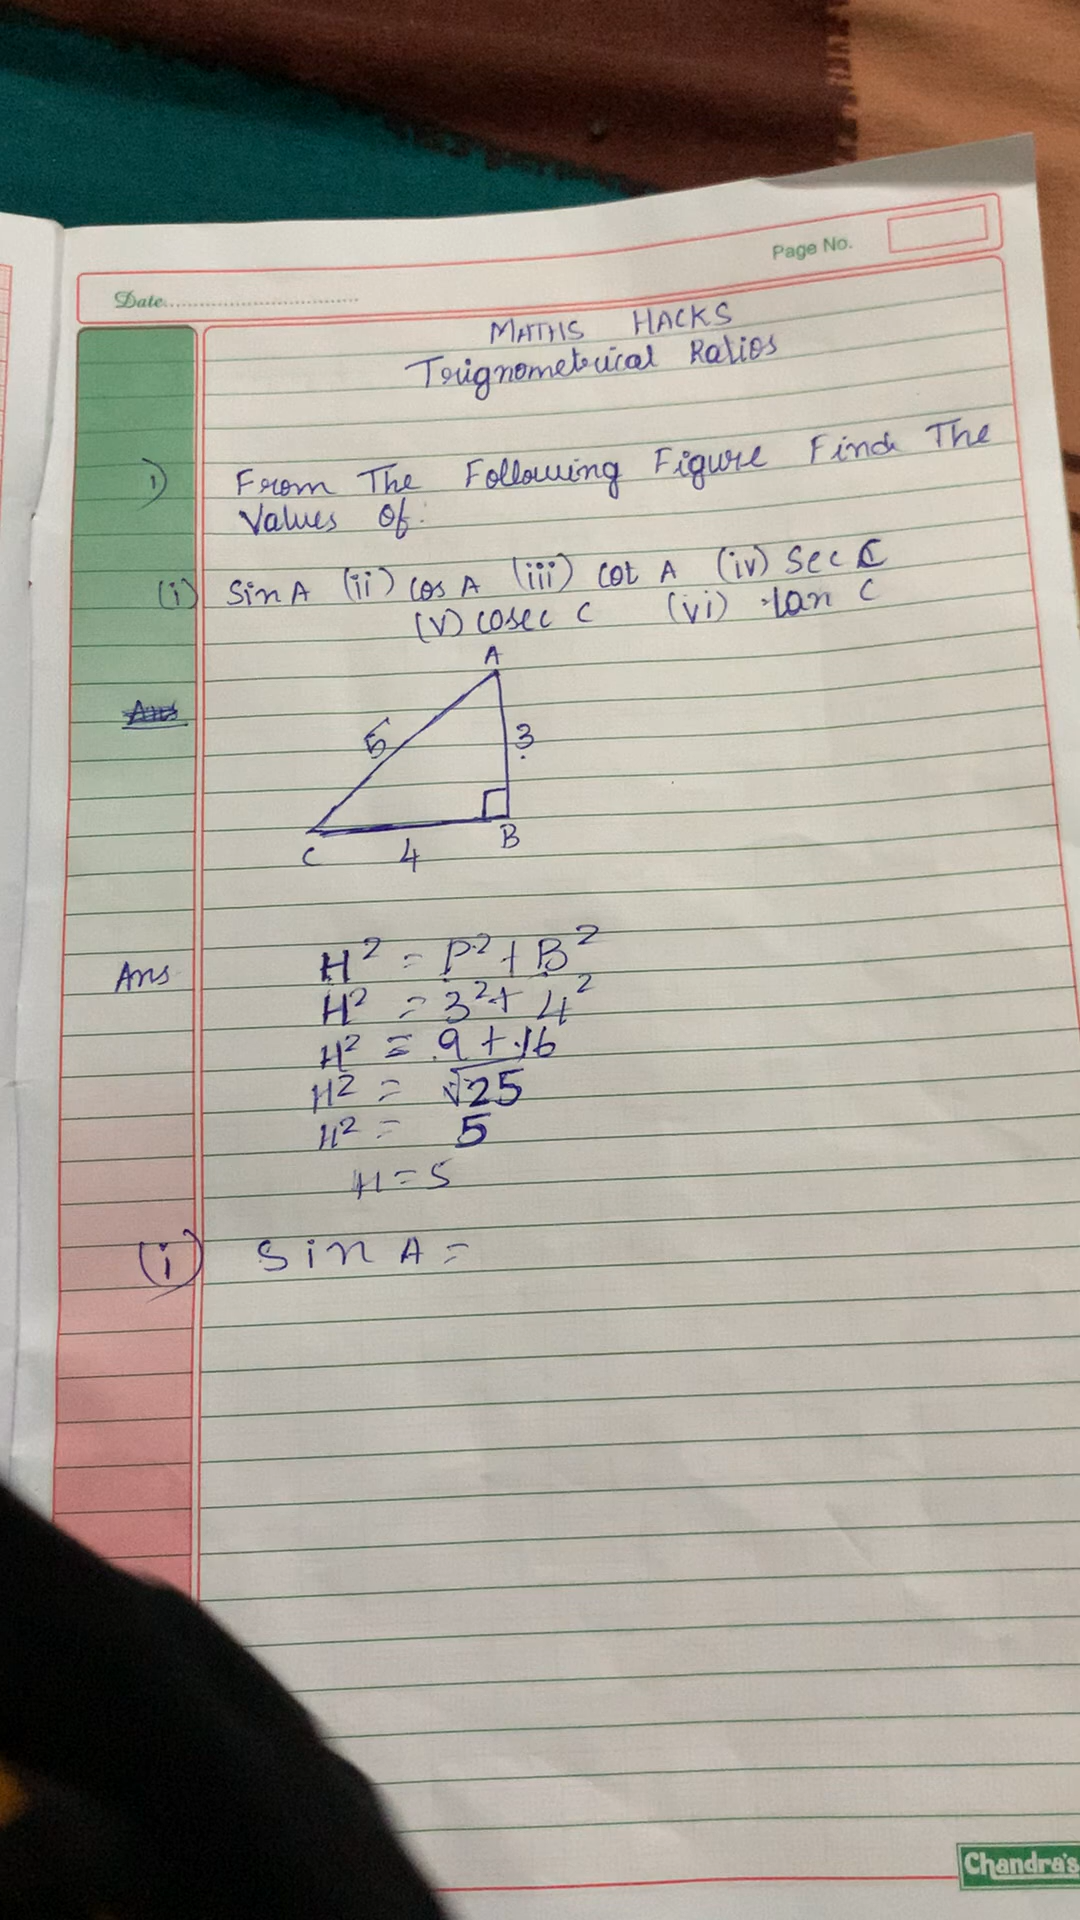 Page No.
Date
MATHS HACKS
Trignometrical Ratios
1) From The Following Figure Find The
Values Of.
(i) Sin A (ii) cos A (iii) cot A (iv) Sec C
(v) cosec C (vi) tan C
A
Ans
5
3
C
4
B
Ans H² = P² + B²
H² = 3² + 4²
H² = 9 + 16
H² = √25
H² = 5
H = 5
(i) Sin A =
Chandra's